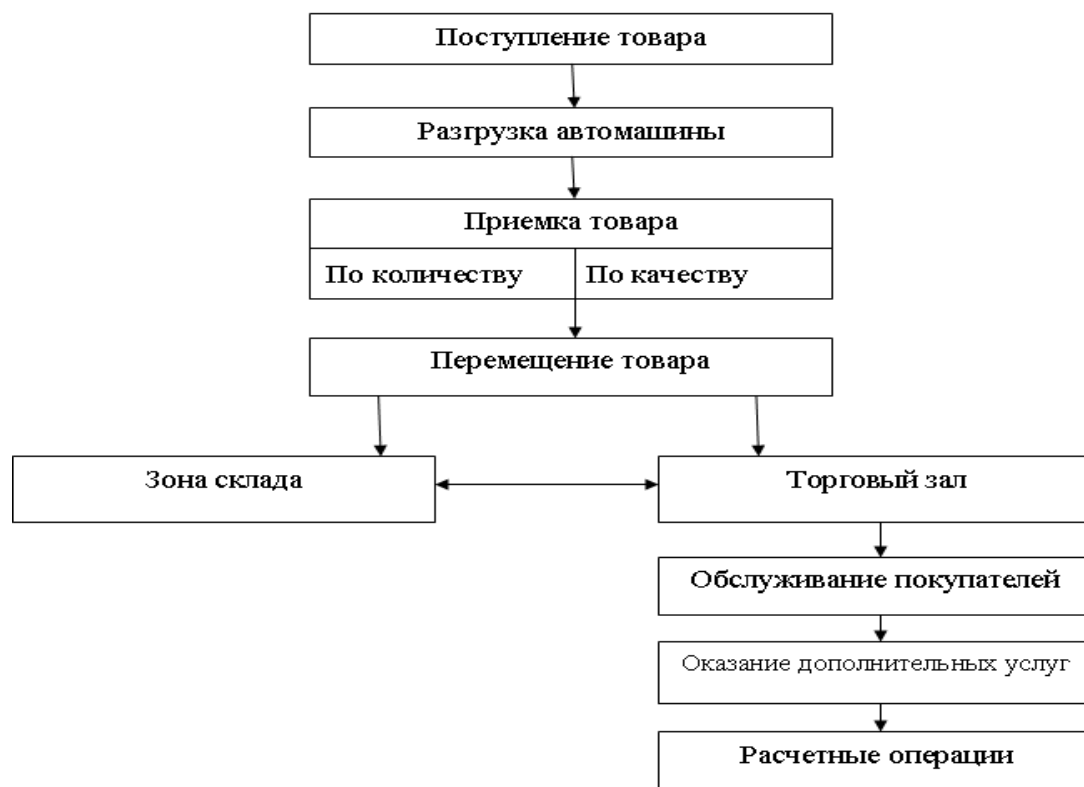 Поступление товара
Разгрузка автомашины
Приемка товара
По количеству
По качеству
Перемещение товара
Зона склада
Торговый зал
Обслуживание покупателей
Оказание дополнительных услуг
Расчетные операции